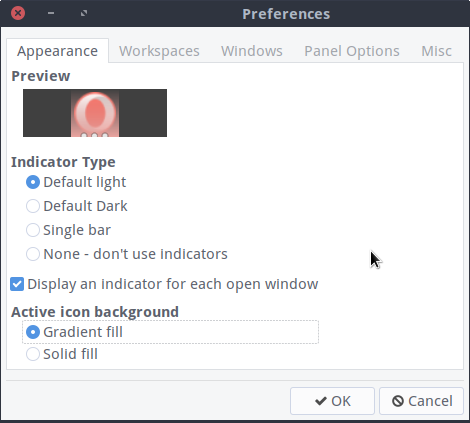 Preferences
Appearance Workspaces Windows Panel Options Misc
Preview
Indicator Type
Default light
Default Dark
Single bar
None - don't use indicators
Display an indicator for each open window
Active icon background
Gradient fill
Solid fill
OK Cancel